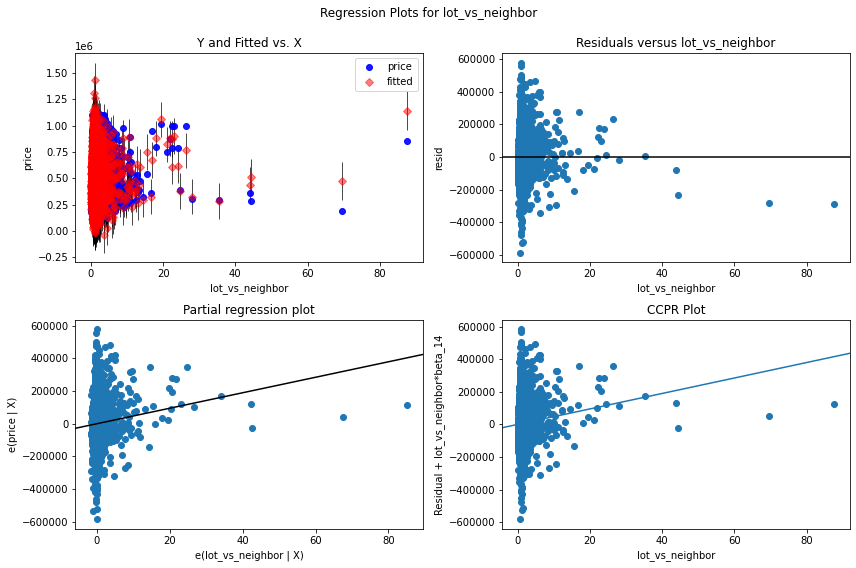 Regression Plots for lot_vs_neighbor
Y and Fitted vs. X
1e6
1.50
1.25
1.00
0.75
0.50
0.25
0.00
−0.25
price
price
fitted
0 20 40 60 80
lot_vs_neighbor
Residuals versus lot_vs_neighbor
600000
400000
200000
0
−200000
−400000
−600000
resid
0 20 40 60 80
lot_vs_neighbor
Partial regression plot
600000
400000
200000
0
−200000
−400000
−600000
e(price | X)
0 20 40 60 80
e(lot_vs_neighbor | X)
CCPR Plot
600000
400000
200000
0
−200000
−400000
−600000
Residual + lot_vs_neighbor*beta_14
0 20 40 60 80
lot_vs_neighbor